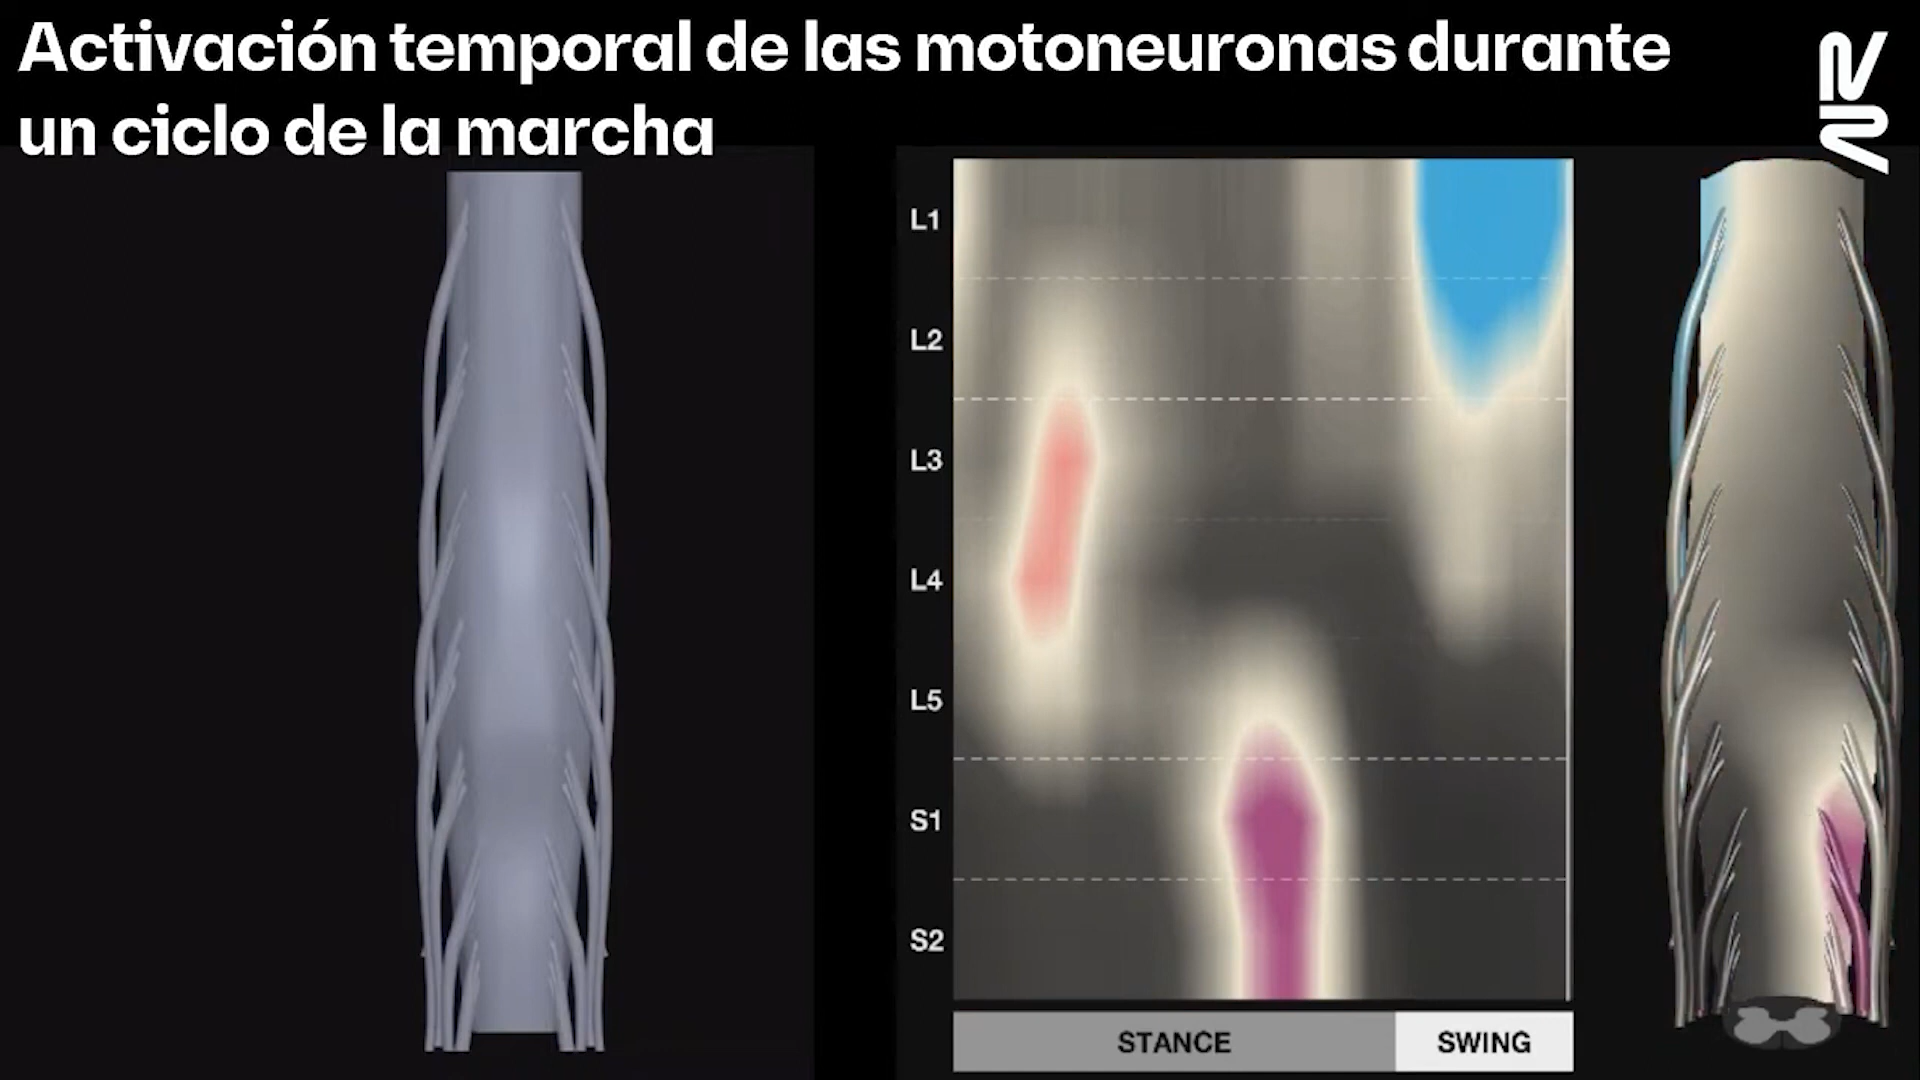 Activación temporal de las motoneuronas durante
un ciclo de la marcha
L1
L2
L3
L4
L5
S1
S2
STANCE
SWING